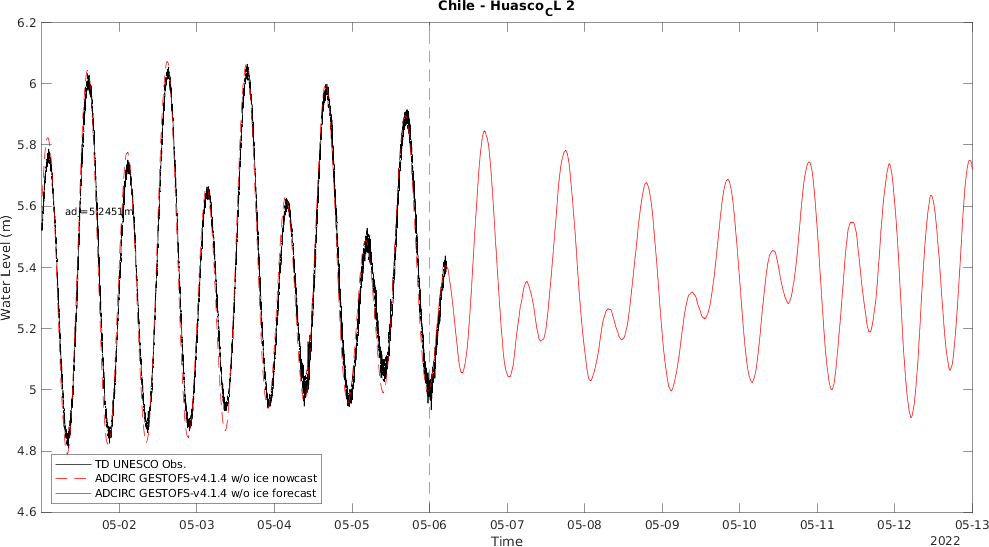 Chile - Huasco_CL 2
Water Level (m)
6.2
6
5.8
5.6
5.4
5.2
5
4.8
4.6
adj=5.2451m
TD UNESCO Obs.
ADCIRC GESTOFS-v4.1.4 w/o ice nowcast
ADCIRC GESTOFS-v4.1.4 w/o ice forecast
05-02 05-03 05-04 05-05 05-06 05-07 05-08 05-09 05-10 05-11 05-12 05-13
Time
2022